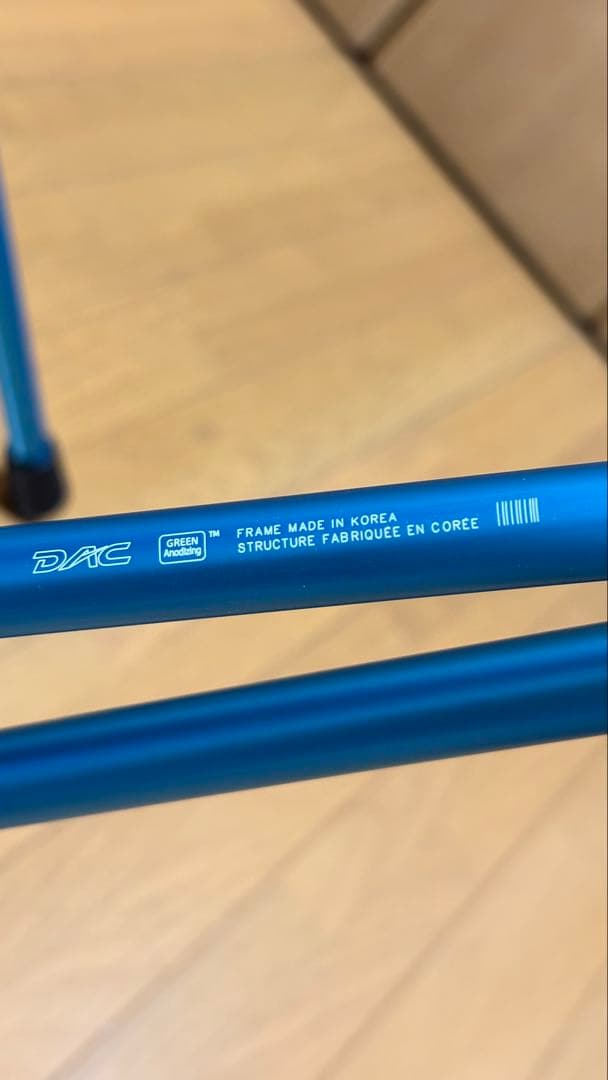 DAC
GREEN
Anodizing
™
FRAME MADE IN KOREA
STRUCTURE FABRIQUÉE EN CORÉE